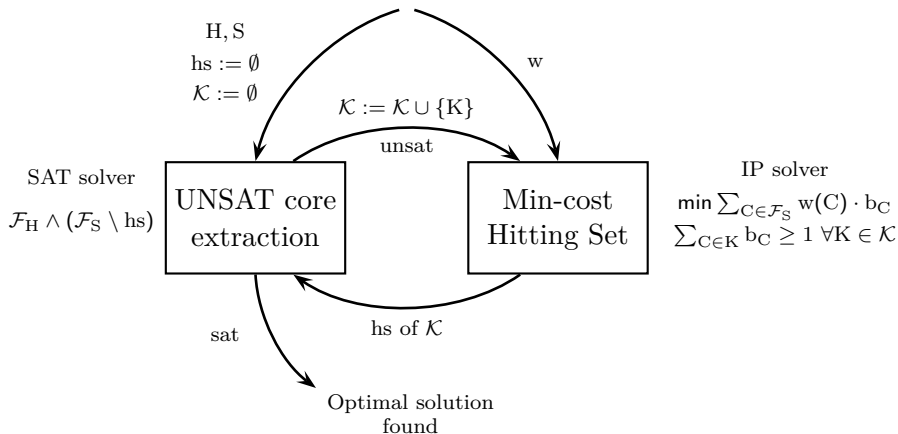 H, S
hs := ∅
𝒦 := ∅
w
𝒦 := 𝒦 ∪ {K}
unsat
SAT solver
ℱ_H ∧ (ℱ_S \ hs)
UNSAT core
extraction
Min-cost
Hitting Set
IP solver
min ∑_{C∈ℱ_S} w(C) · b_C
∑_{C∈K} b_C ≥ 1 ∀K ∈ 𝒦
hs of 𝒦
sat
Optimal solution
found